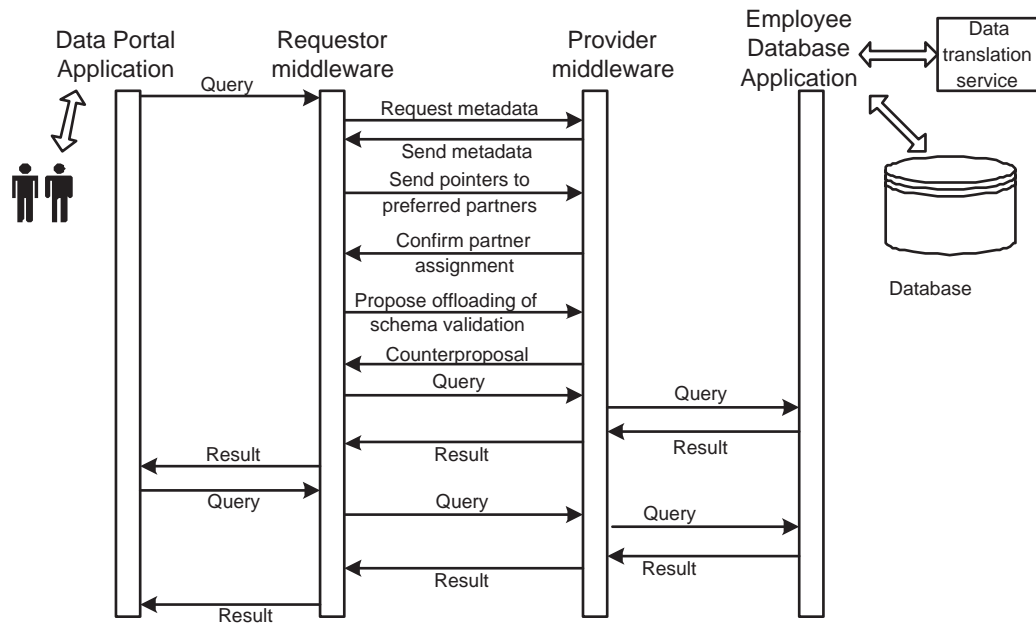 Data Portal
Application
Requestor
middleware
Provider
middleware
Employee
Database
Application
Data
translation
service
Query
Request metadata
Send metadata
Send pointers to
preferred partners
Confirm partner
assignment
Database
Propose offloading of
schema validation
Counterproposal
Query
Query
Result
Result
Result
Query
Query
Query
Result
Result
Result